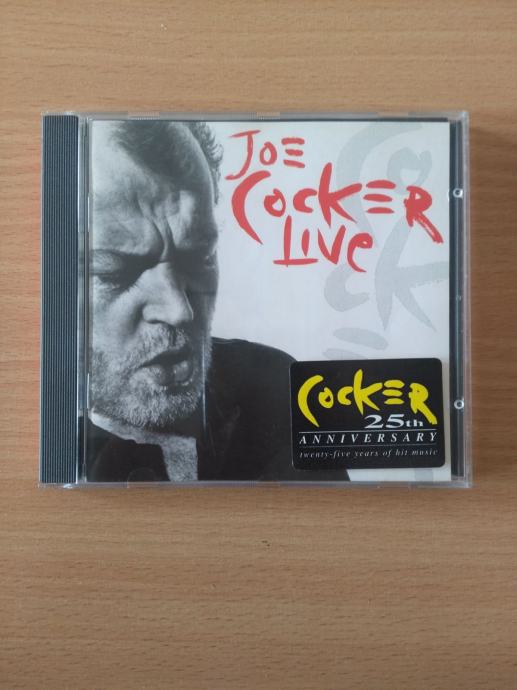 JOE
COCKER
LIVE
COCKER
25th
ANNIVERSARY
twenty-five years of hit music